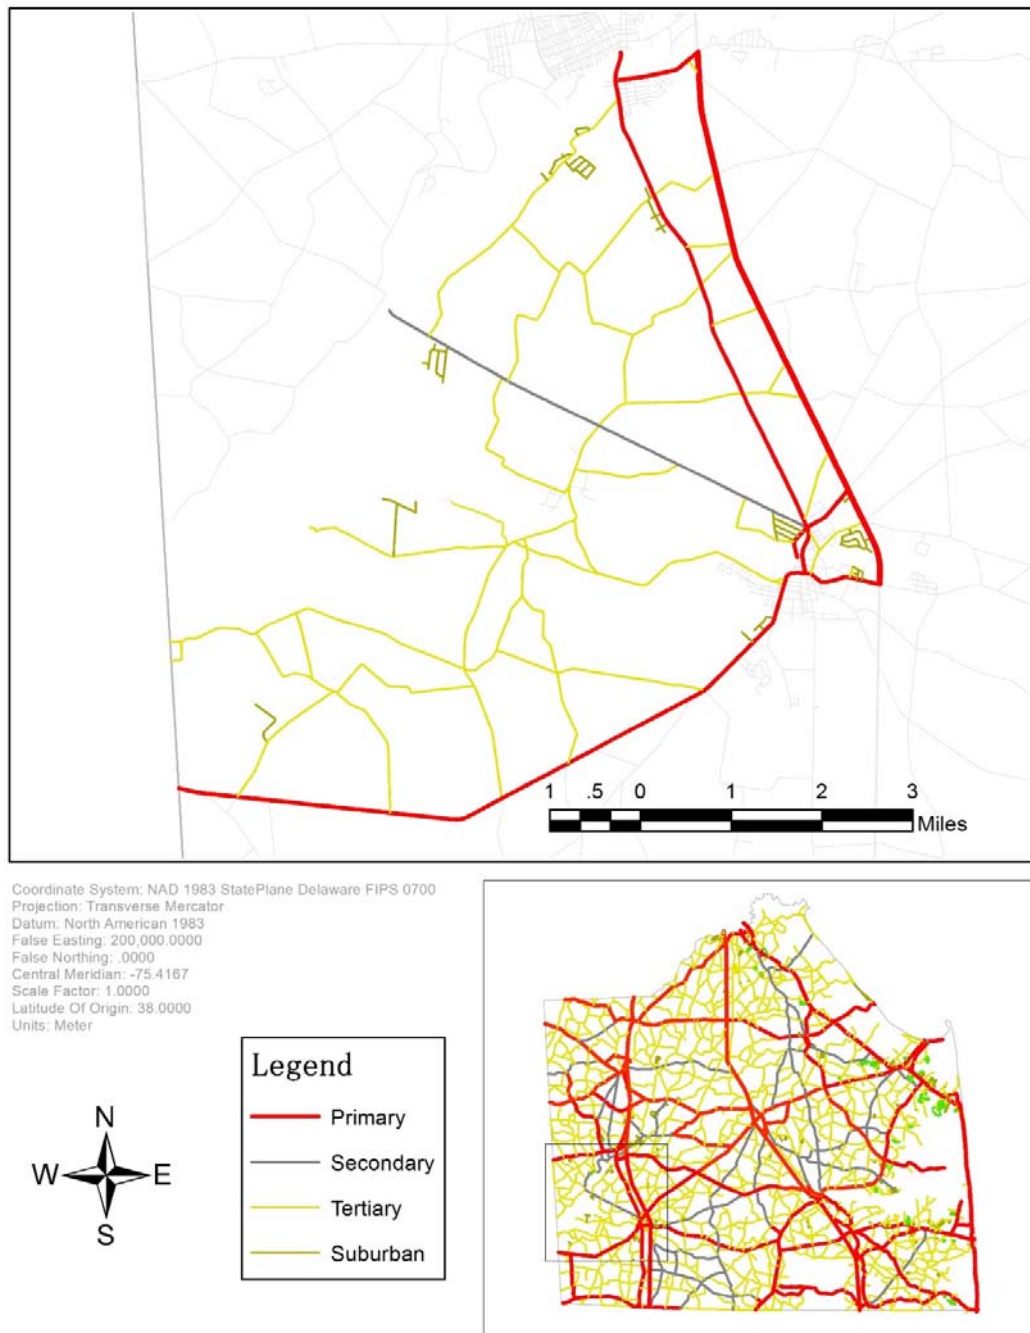 1 .5 0 1 2 3
Miles
Coordinate System: NAD 1983 StatePlane Delaware FIPS 0700
Projection: Transverse Mercator
Datum: North American 1983
False Easting: 200,000.0000
False Northing: .0000
Central Meridian: -75.4167
Scale Factor: 1.0000
Latitude Of Origin: 38.0000
Units: Meter
N
W E
S
Legend
Primary
Secondary
Tertiary
Suburban